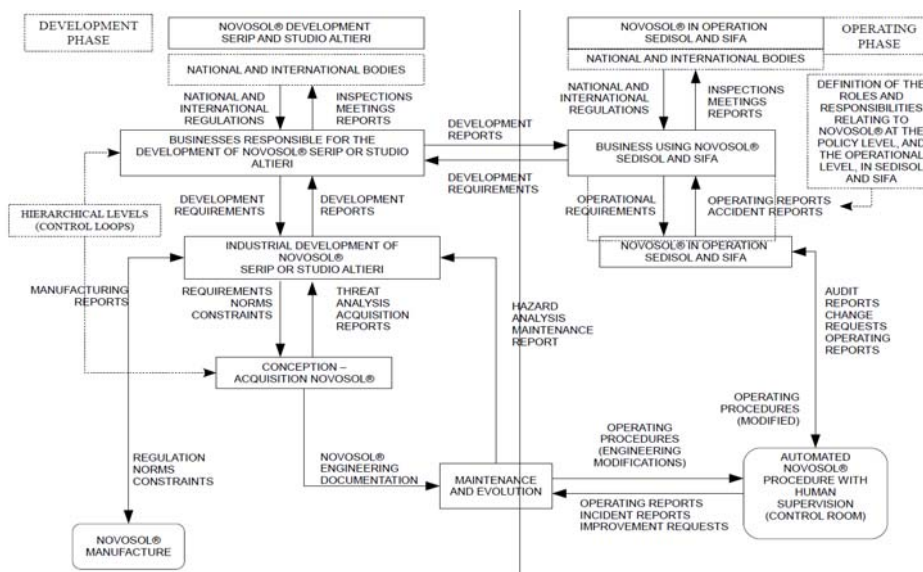 DEVELOPMENT
PHASE
NOVOSOL® DEVELOPMENT
SERIP AND STUDIO ALTIERI
NATIONAL AND INTERNATIONAL BODIES
NATIONAL AND
INTERNATIONAL
REGULATIONS
INSPECTIONS
MEETINGS
REPORTS
BUSINESSES RESPONSIBLE FOR THE
DEVELOPMENT OF NOVOSOL® SERIP OR STUDIO
ALTIERI
DEVELOPMENT
REQUIREMENTS
DEVELOPMENT
REPORTS
HIERARCHICAL LEVELS
(CONTROL LOOPS)
INDUSTRIAL DEVELOPMENT OF
NOVOSOL®
SERIP OR STUDIO ALTIERI
MANUFACTURING
REPORTS
REQUIREMENTS
NORMS
CONSTRAINTS
THREAT
ANALYSIS
ACQUISITION
REPORTS
CONCEPTION –
ACQUISITION NOVOSOL®
REGULATION
NORMS
CONSTRAINTS
NOVOSOL®
ENGINEERING
DOCUMENTATION
NOVOSOL®
MANUFACTURE
DEVELOPMENT
REPORTS
DEVELOPMENT
REQUIREMENTS
HAZARD
ANALYSIS
MAINTENANCE
REPORT
MAINTENANCE
AND EVOLUTION
NOVOSOL® IN OPERATION
SEDISOL AND SIFA
NATIONAL AND INTERNATIONAL BODIES
OPERATING
PHASE
NATIONAL AND
INTERNATIONAL
REGULATIONS
INSPECTIONS
MEETINGS
REPORTS
DEFINITION OF THE
ROLES AND
RESPONSIBILITIES
RELATING TO
NOVOSOL® AT THE
POLICY LEVEL, AND
THE OPERATIONAL
LEVEL, IN SEDISOL
AND SIFA
BUSINESS USING NOVOSOL®
SEDISOL AND SIFA
OPERATIONAL
REQUIREMENTS
OPERATING REPORTS
ACCIDENT REPORTS
NOVOSOL® IN OPERATION
SEDISOL AND SIFA
AUDIT
REPORTS
CHANGE
REQUESTS
OPERATING
REPORTS
OPERATING
PROCEDURES
(MODIFIED)
OPERATING
PROCEDURES
(ENGINEERING
MODIFICATIONS)
OPERATING REPORTS
INCIDENT REPORTS
IMPROVEMENT REQUESTS
AUTOMATED
NOVOSOL®
PROCEDURE WITH
HUMAN
SUPERVISION
(CONTROL ROOM)